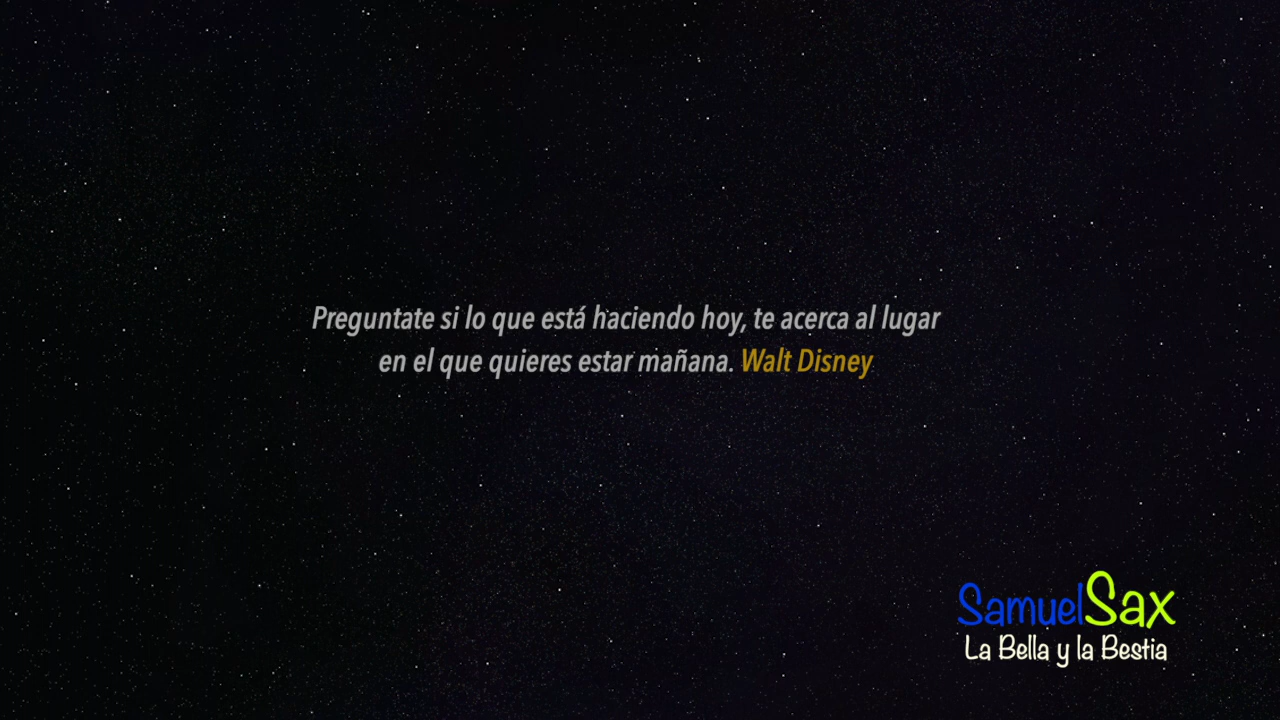 Preguntate si lo que está haciendo hoy, te acerca al lugar
en el que quieres estar mañana. Walt Disney
SamuelSax
La Bella y la Bestia